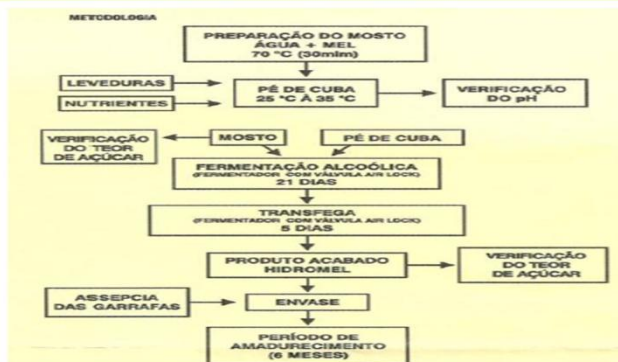 METODOLOGIA
PREPARAÇÃO DO MOSTO
ÁGUA + MEL
70 °C (30mim)
LEVEDURAS
NUTRIENTES
PÉ DE CUBA
25 °C À 35 °C
VERIFICAÇÃO
DO pH
VERIFICAÇÃO
DO TEOR
DE AÇÚCAR
MOSTO
PÉ DE CUBA
FERMENTAÇÃO ALCOÓLICA
(FERMENTADOR COM VÁLVULA AIR LOCK)
21 DIAS
TRANSFEGA
(FERMENTADOR COM VÁLVULA AIR LOCK)
5 DIAS
PRODUTO ACABADO
HIDROMEL
VERIFICAÇÃO
DO TEOR
DE AÇÚCAR
ASSEPCIA
DAS GARRAFAS
ENVASE
PERÍODO DE
AMADURECIMENTO
(6 MESES)